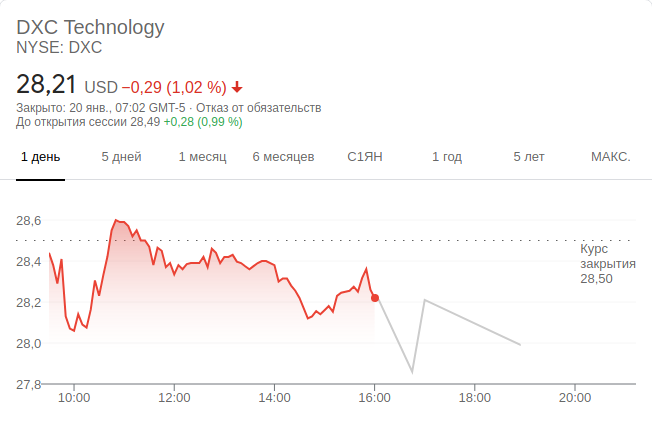 DXC Technology
NYSE: DXC
28,21 USD −0,29 (1,02 %)
Закрыто: 20 янв., 07:02 GMT-5 · Отказ от обязательств
До открытия сессии 28,49 +0,28 (0,99 %)
1 день 5 дней 1 месяц 6 месяцев С1ЯН 1 год 5 лет МАКС.
28,6
28,4
28,2
28,0
27,8
Курс
закрытия
28,50
10:00 12:00 14:00 16:00 18:00 20:00